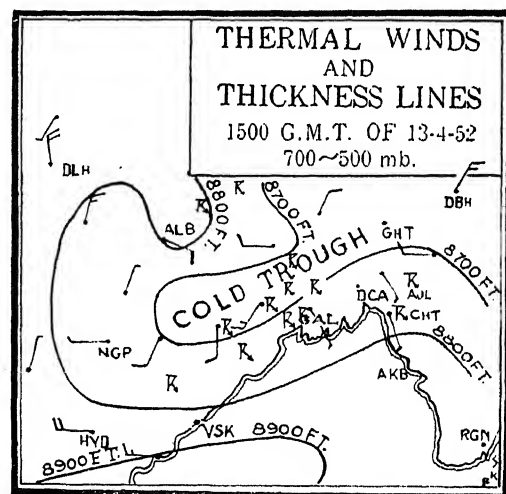 THERMAL WINDS
AND
THICKNESS LINES
1500 G.M.T. OF 13-4-52
700~500 mb.
DLH
8800 FT.
8700 FT.
DBH
ALB
GHT
COLD TROUGH
8700 FT.
DCA
AJL
CAL
CHT
NGP
8800 FT.
AKB
HYD
VSK
8900 FT.
8900 FT.
RGN